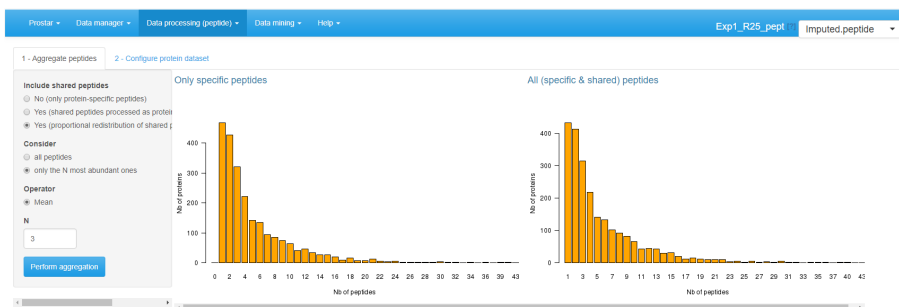 Prostar Data manager Data processing (peptide) Data mining Help Exp1_R25_pept [?] Imputed.peptide
1 - Aggregate peptides 2 - Configure protein dataset
Include shared peptides
No (only protein-specific peptides)
Yes (shared peptides processed as protein
Yes (proportional redistribution of shared p
Consider
all peptides
only the N most abundant ones
Operator
Mean
N
3
Perform aggregation
Only specific peptides
Nb of proteins
400
300
200
100
0
0 2 4 6 8 10 12 14 16 18 20 22 24 26 28 30 32 34 36 39 43
Nb of peptides
All (specific & shared) peptides
Nb of proteins
400
300
200
100
0
1 3 5 7 9 11 13 15 17 19 21 23 25 27 29 31 33 35 37 40 43
Nb of peptides